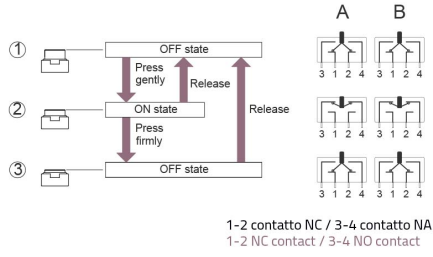 A B
① OFF state
3 1 2 4 3 1 2 4
Press
gently
Release
② ON state
Release
3 1 2 4 3 1 2 4
Press
firmly
③ OFF state
3 1 2 4 3 1 2 4
1-2 contatto NC / 3-4 contatto NA
1-2 NC contact / 3-4 NO contact